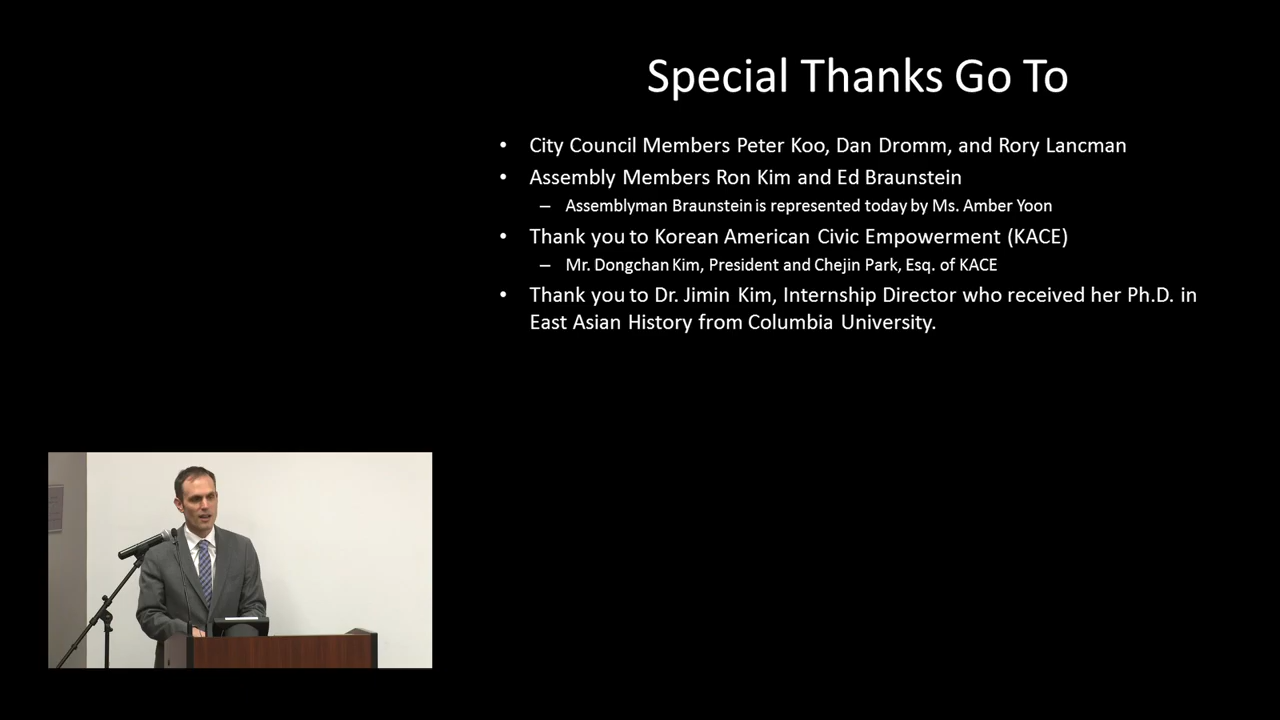 Special Thanks Go To
• City Council Members Peter Koo, Dan Dromm, and Rory Lancman
• Assembly Members Ron Kim and Ed Braunstein
– Assemblyman Braunstein is represented today by Ms. Amber Yoon
• Thank you to Korean American Civic Empowerment (KACE)
– Mr. Dongchan Kim, President and Chejin Park, Esq. of KACE
• Thank you to Dr. Jimin Kim, Internship Director who received her Ph.D. in
East Asian History from Columbia University.